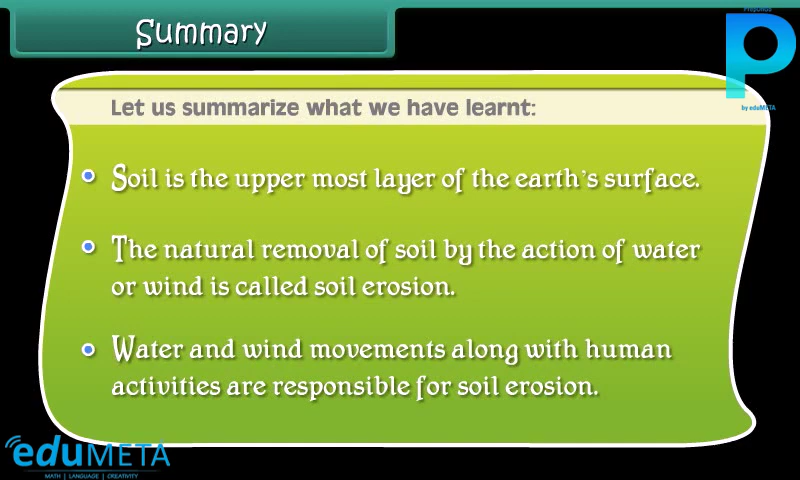 Summary
P
by eduMETA
Let us summarize what we have learnt:
Soil is the upper most layer of the earth's surface.
The natural removal of soil by the action of water
or wind is called soil erosion.
Water and wind movements along with human
activities are responsible for soil erosion.
eduMETA
MATH | LANGUAGE | CREATIVITY